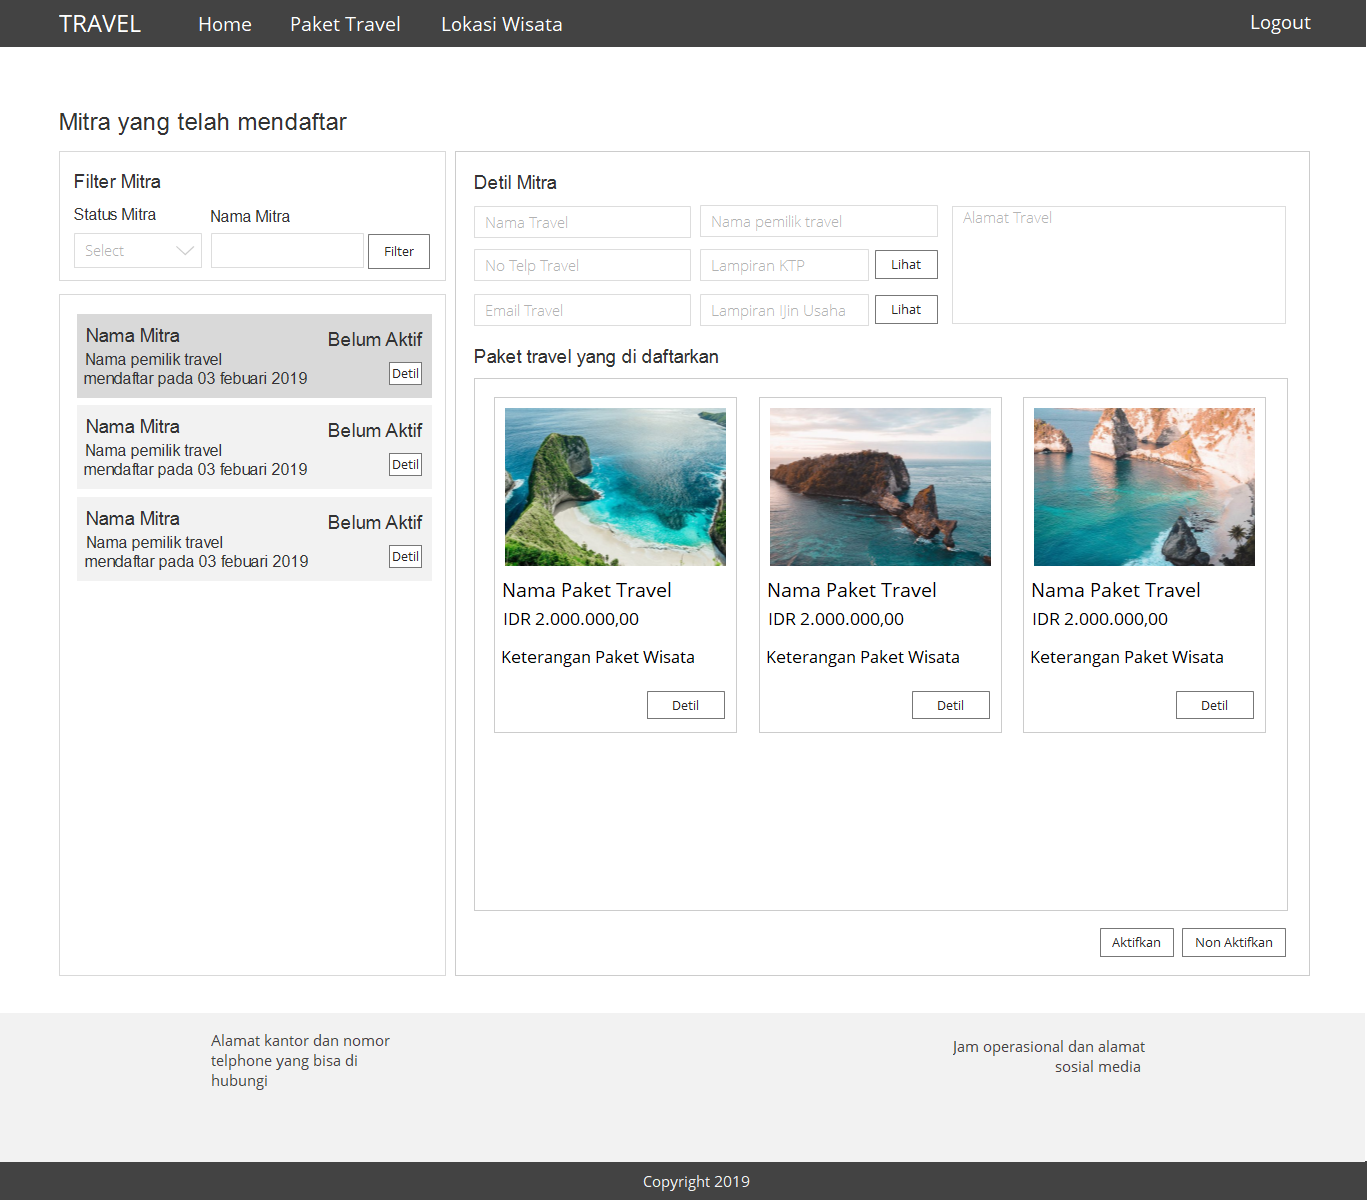 TRAVEL
Home
Paket Travel
Lokasi Wisata
Logout
Mitra yang telah mendaftar
Filter Mitra
Status Mitra
Nama Mitra
Select
Filter
Nama Mitra
Belum Aktif
Nama pemilik travel
mendaftar pada 03 febuari 2019
Detil
Nama Mitra
Belum Aktif
Nama pemilik travel
mendaftar pada 03 febuari 2019
Detil
Nama Mitra
Belum Aktif
Nama pemilik travel
mendaftar pada 03 febuari 2019
Detil
Detil Mitra
Nama Travel
Nama pemilik travel
Alamat Travel
No Telp Travel
Lampiran KTP
Lihat
Email Travel
Lampiran IJin Usaha
Lihat
Paket travel yang di daftarkan
Nama Paket Travel
IDR 2.000.000,00
Keterangan Paket Wisata
Detil
Nama Paket Travel
IDR 2.000.000,00
Keterangan Paket Wisata
Detil
Nama Paket Travel
IDR 2.000.000,00
Keterangan Paket Wisata
Detil
Aktifkan
Non Aktifkan
Alamat kantor dan nomor
telphone yang bisa di
hubungi
Jam operasional dan alamat
sosial media
Copyright 2019